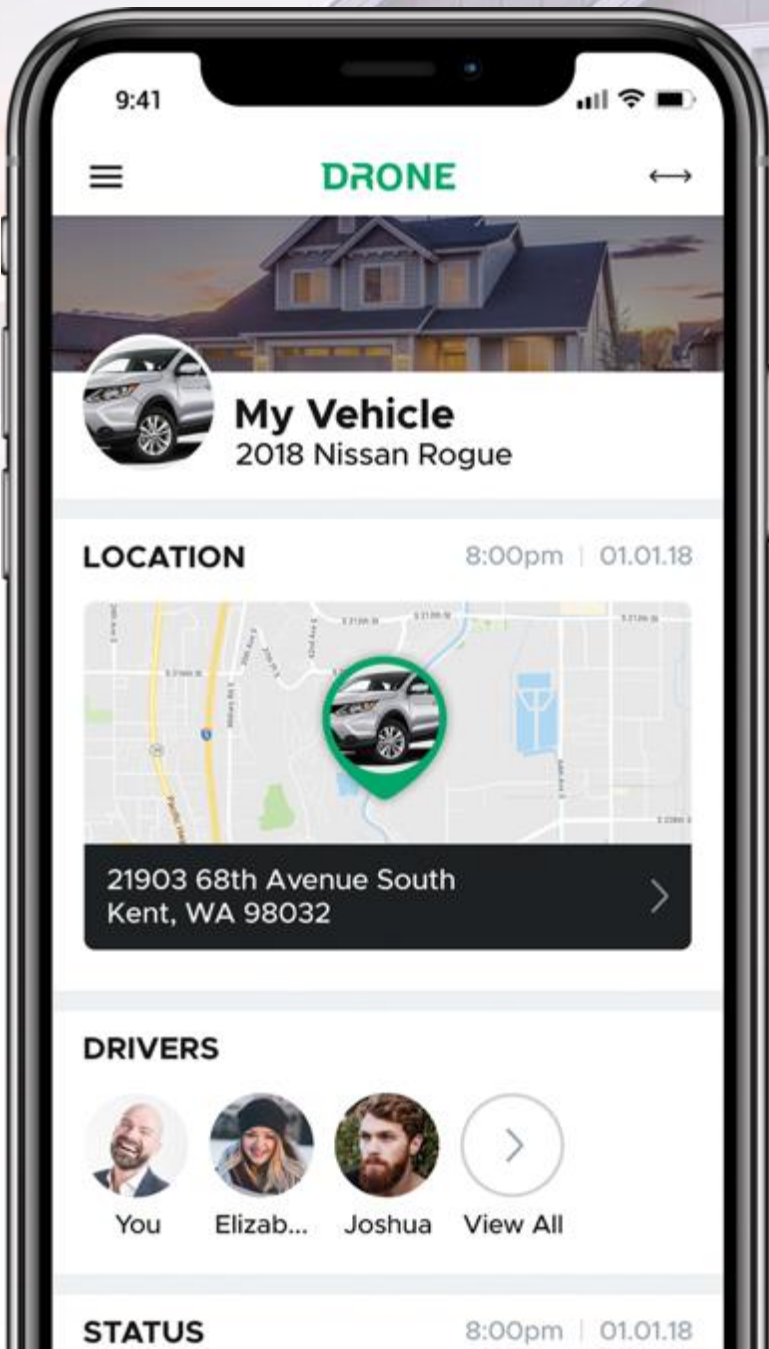 9:41
DRONE
My Vehicle
2018 Nissan Rogue
LOCATION 8:00pm | 01.01.18
21903 68th Avenue South
Kent, WA 98032
DRIVERS
You Elizab... Joshua View All
STATUS 8:00pm | 01.01.18